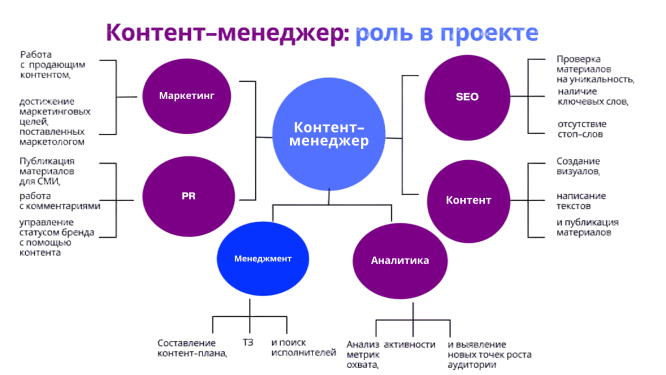 Контент–менеджер: роль в проекте
Работа
с продающим
контентом,
достижение
маркетинговых
целей,
поставленных
маркетологом
Маркетинг
Публикация
материалов
для СМИ,
работа
с комментариями
управление
статусом бренда
с помощью
контента
PR
Контент–
менеджер
SEO
Проверка
материалов
на уникальность,
наличие
ключевых слов,
отсутствие
стоп–слов
Контент
Создание
визуалов,
написание
текстов
и публикация
материалов
Менеджмент
Составление
контент–плана,
ТЗ
и поиск
исполнителей
Аналитика
Анализ
метрик
охвата,
активности
и выявление
новых точек роста
аудитории